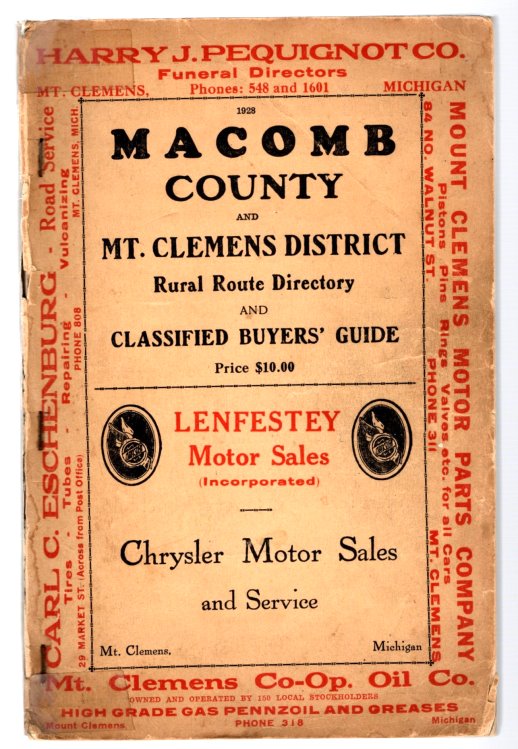 HARRY J. PEQUIGNOT CO.
Funeral Directors
MT. CLEMENS, Phones: 548 and 1601 MICHIGAN
1928
MACOMB
COUNTY
AND
MT. CLEMENS DISTRICT
Rural Route Directory
AND
CLASSIFIED BUYERS' GUIDE
Price $10.00
LENFESTEY
Motor Sales
(Incorporated)
Chrysler Motor Sales
and Service
Mt. Clemens, Michigan
CARL C. ESCHENBURG - Road Service
Tires - Tubes - Repairing - Vulcanizing
29 MARKET ST. (Across from Post Office) PHONE 808 MT. CLEMENS, MICH.
MOUNT CLEMENS MOTOR PARTS COMPANY
Pistons Pins Rings Valves etc. for all Cars
84 NO. WALNUT ST. PHONE 311 MT. CLEMENS
Mt. Clemens Co-Op. Oil Co.
OWNED AND OPERATED BY 150 LOCAL STOCKHOLDERS
HIGH GRADE GAS PENNZOIL AND GREASES
Mount Clemens, PHONE 318 Michigan